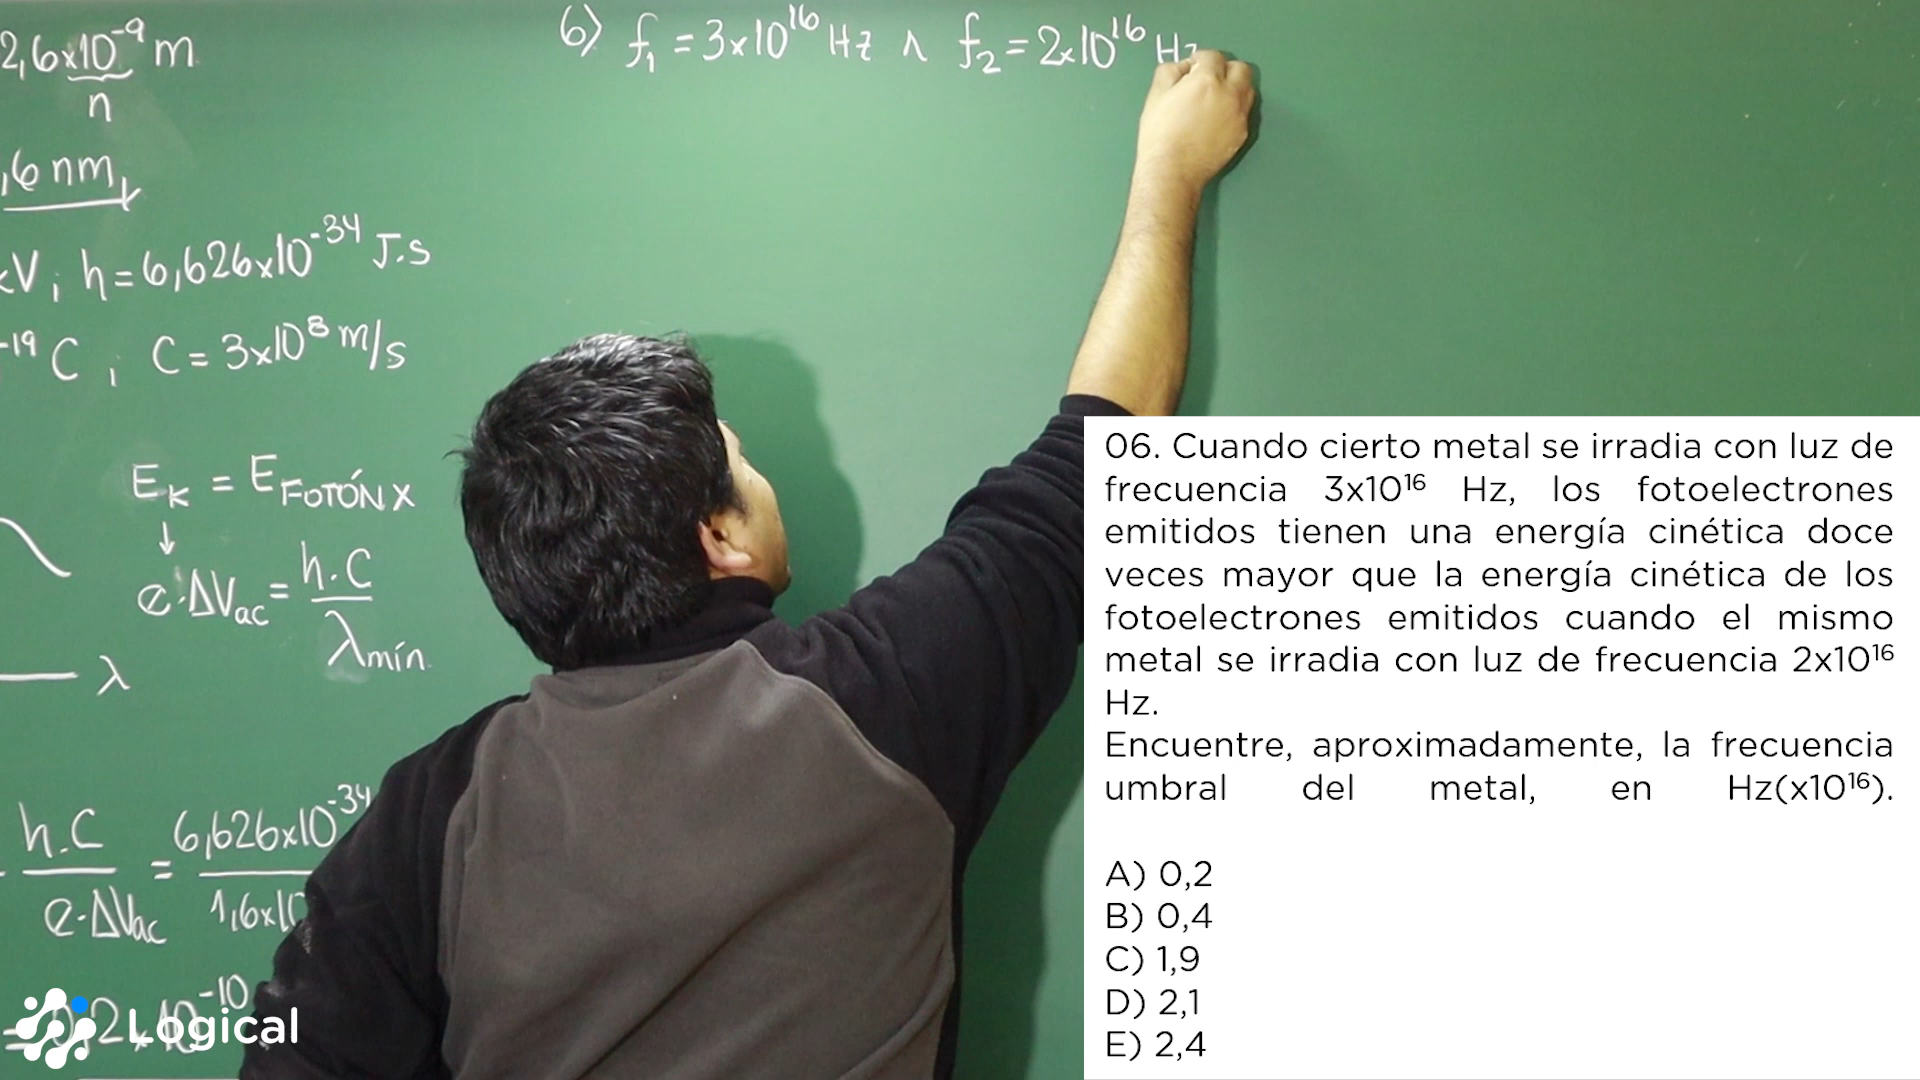 2,6x10⁻⁹ m
n
,6 nm
V ; h = 6,626x10⁻³⁴ J.s
⁻¹⁹ C ; C = 3x10⁸ m/s
E_K = E_FOTÓN X
↓
e·ΔV_ac = h·C / λ_mín.
λ
h.C / e·ΔV_ac = 6,626x10⁻³⁴ / 1,6x10
x10⁻¹⁰
6) f₁ = 3x10¹⁶ Hz ∧ f₂ = 2x10¹⁶ Hz
06. Cuando cierto metal se irradia con luz de
frecuencia 3x10¹⁶ Hz, los fotoelectrones
emitidos tienen una energía cinética doce
veces mayor que la energía cinética de los
fotoelectrones emitidos cuando el mismo
metal se irradia con luz de frecuencia 2x10¹⁶
Hz.
Encuentre, aproximadamente, la frecuencia
umbral del metal, en Hz(x10¹⁶).
A) 0,2
B) 0,4
C) 1,9
D) 2,1
E) 2,4
Logical